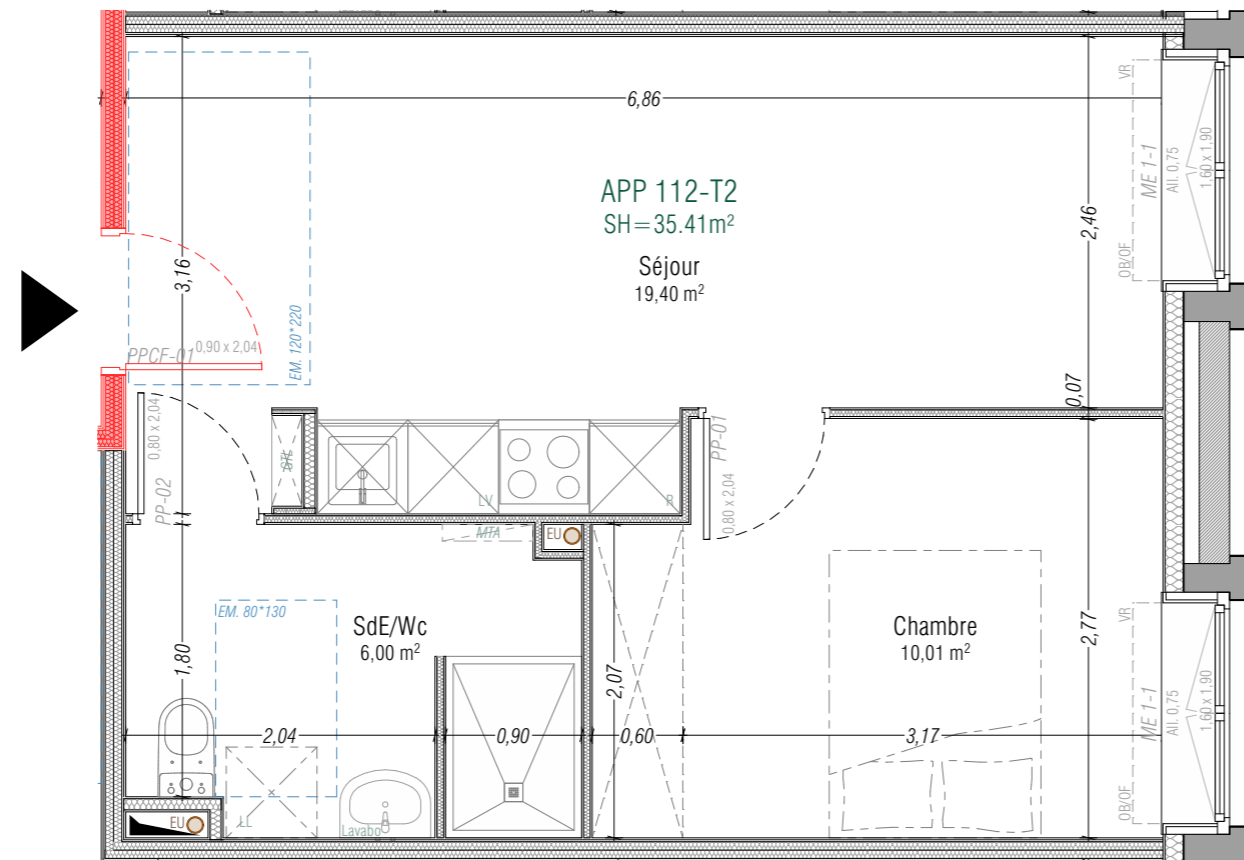 6,86
APP 112-T2
SH=35.41m²
Séjour
19,40 m²
3,16
2,46
0,07
VR
ME 1-1
All. 0,75
1,60 x 1,90
OB/OF
PPCF-01
0,90 x 2,04
EM. 120*220
0,80 x 2,04
PP-02
GTL
LV
R
PP-01
0,80 x 2,04
MTA
EU
EM. 80*130
SdE/Wc
6,00 m²
Chambre
10,01 m²
1,80
2,07
2,77
2,04
0,90
0,60
3,17
VR
ME 1-1
All. 0,75
1,60 x 1,90
OB/OF
EU
LL
Lavabo